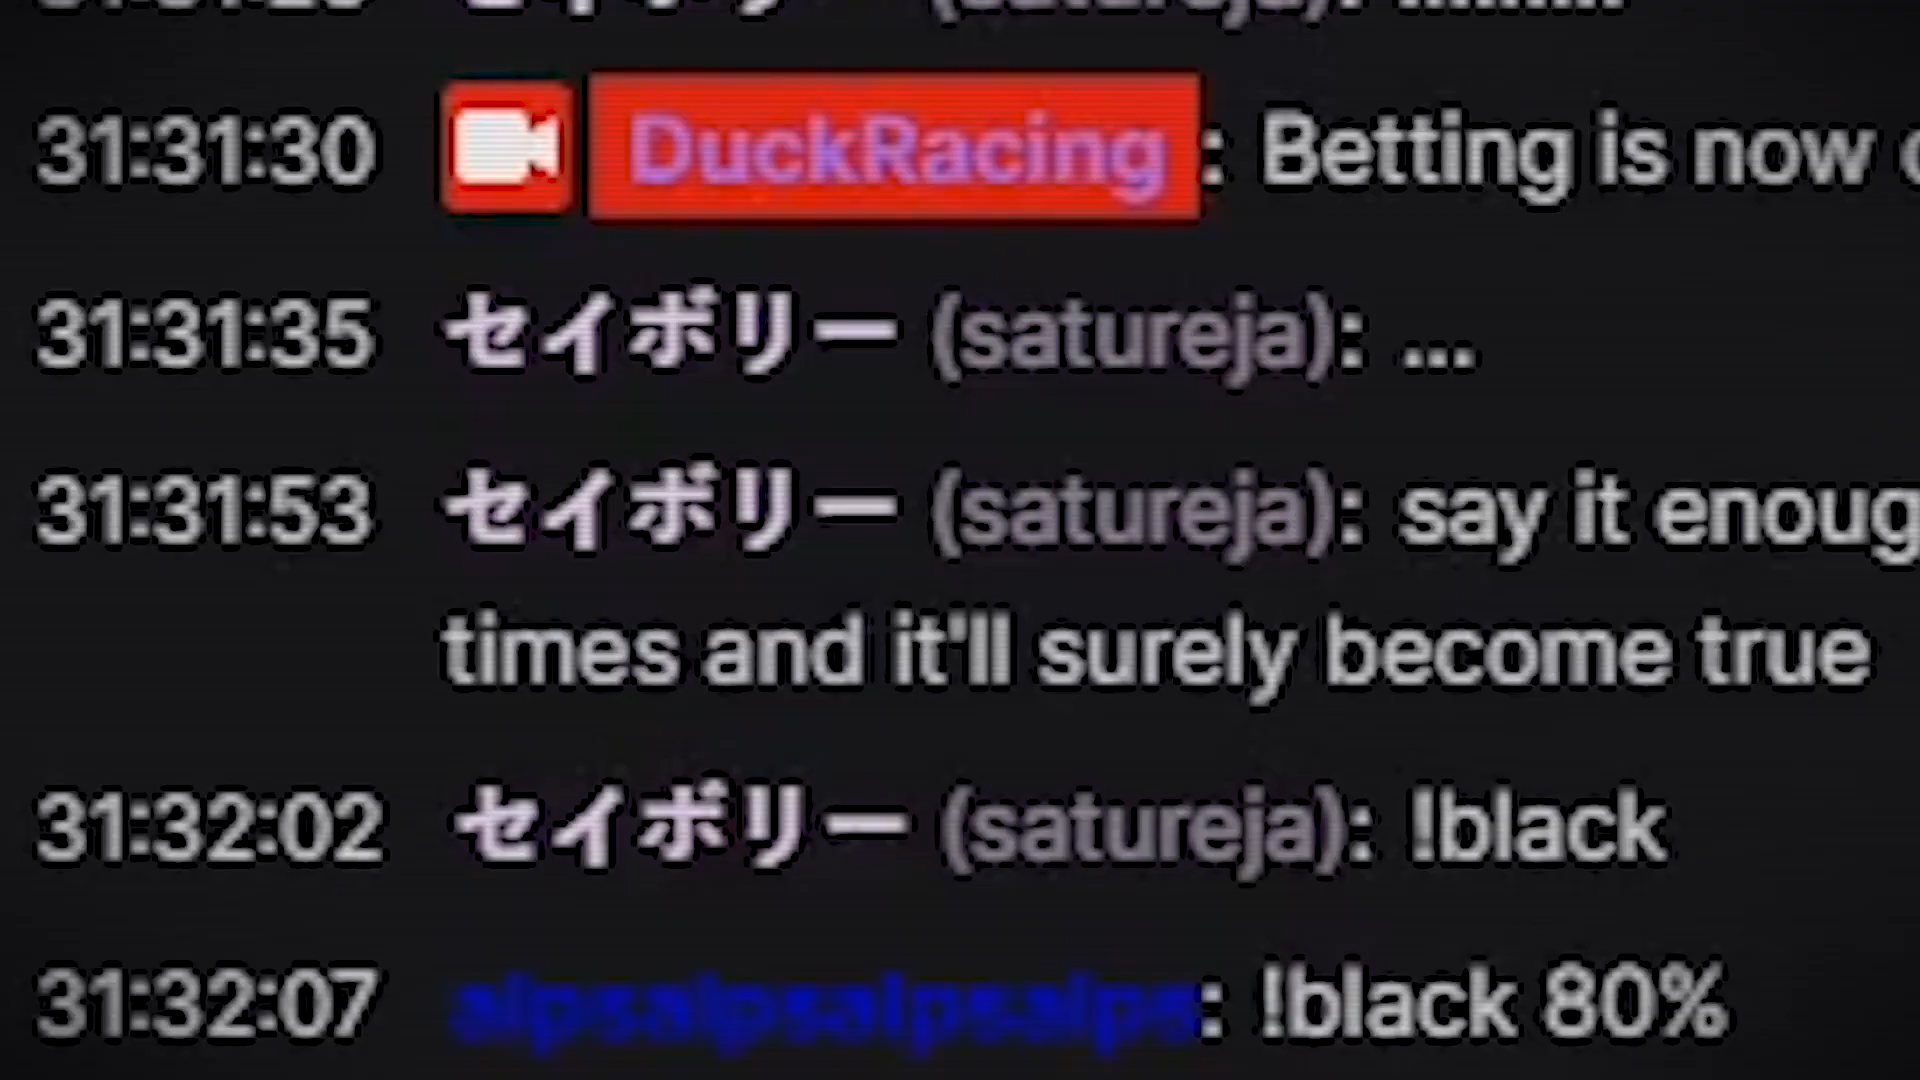 31:31:30 DuckRacing: Betting is now
31:31:35 セイボリー (satureja): ...
31:31:53 セイボリー (satureja): say it enoug
times and it'll surely become true
31:32:02 セイボリー (satureja): !black
31:32:07 alpsalpsalpsalps: !black 80%